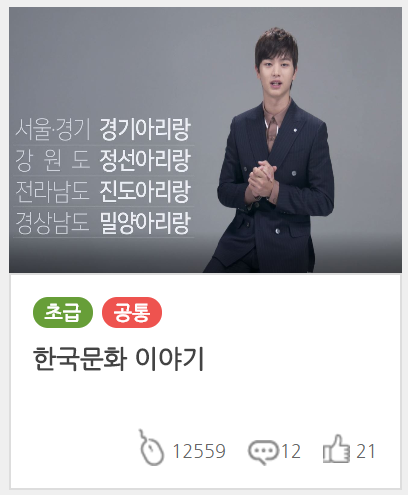 서울·경기 경기아리랑
강 원 도 정선아리랑
전라남도 진도아리랑
경상남도 밀양아리랑
초급 공통
한국문화 이야기
12559 12 21